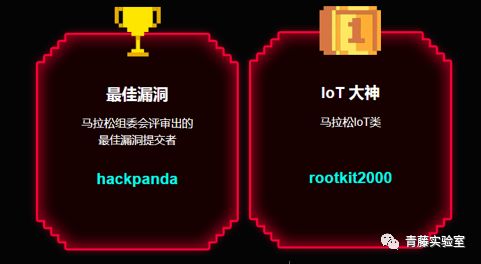 最佳漏洞
马拉松组委会评审出的
最佳漏洞提交者
hackpanda
1
IoT 大神
马拉松IoT类
rootkit2000
青藤实验室